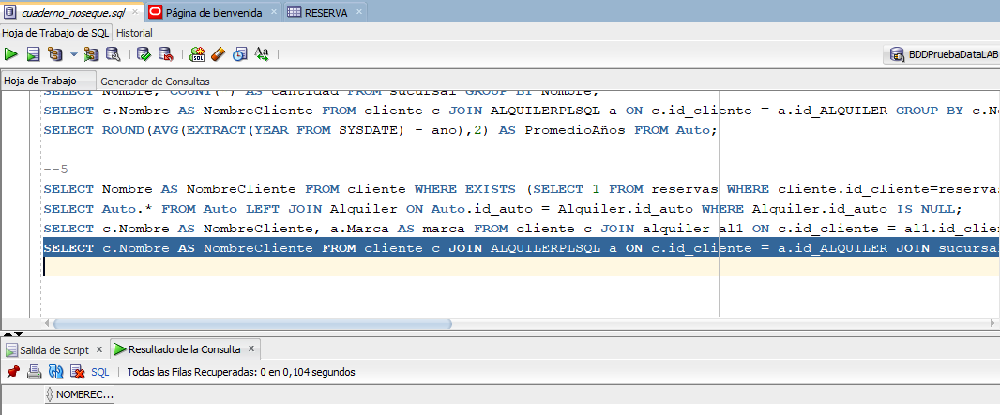 cuaderno_noseque.sql Página de bienvenida RESERVA
Hoja de Trabajo de SQL Historial
SQL
Aa
BDDPruebaDataLAB
Hoja de Trabajo Generador de Consultas
SELECT Nombre, COUNT(*) AS cantidad FROM sucursal GROUP BY Nombre;
SELECT c.Nombre AS NombreCliente FROM cliente c JOIN ALQUILERPLSQL a ON c.id_cliente = a.id_ALQUILER GROUP BY c.No
SELECT ROUND(AVG(EXTRACT(YEAR FROM SYSDATE) - ano),2) AS PromedioAños FROM Auto;
--5
SELECT Nombre AS NombreCliente FROM cliente WHERE EXISTS (SELECT 1 FROM reservas WHERE cliente.id_cliente=reservas
SELECT Auto.* FROM Auto LEFT JOIN Alquiler ON Auto.id_auto = Alquiler.id_auto WHERE Alquiler.id_auto IS NULL;
SELECT c.Nombre AS NombreCliente, a.Marca AS marca FROM cliente c JOIN alquiler al1 ON c.id_cliente = al1.id_clie
SELECT c.Nombre AS NombreCliente FROM cliente c JOIN ALQUILERPLSQL a ON c.id_cliente = a.id_ALQUILER JOIN sucursa
Salida de Script x Resultado de la Consulta x
SQL | Todas las Filas Recuperadas: 0 en 0,104 segundos
NOMBREC...